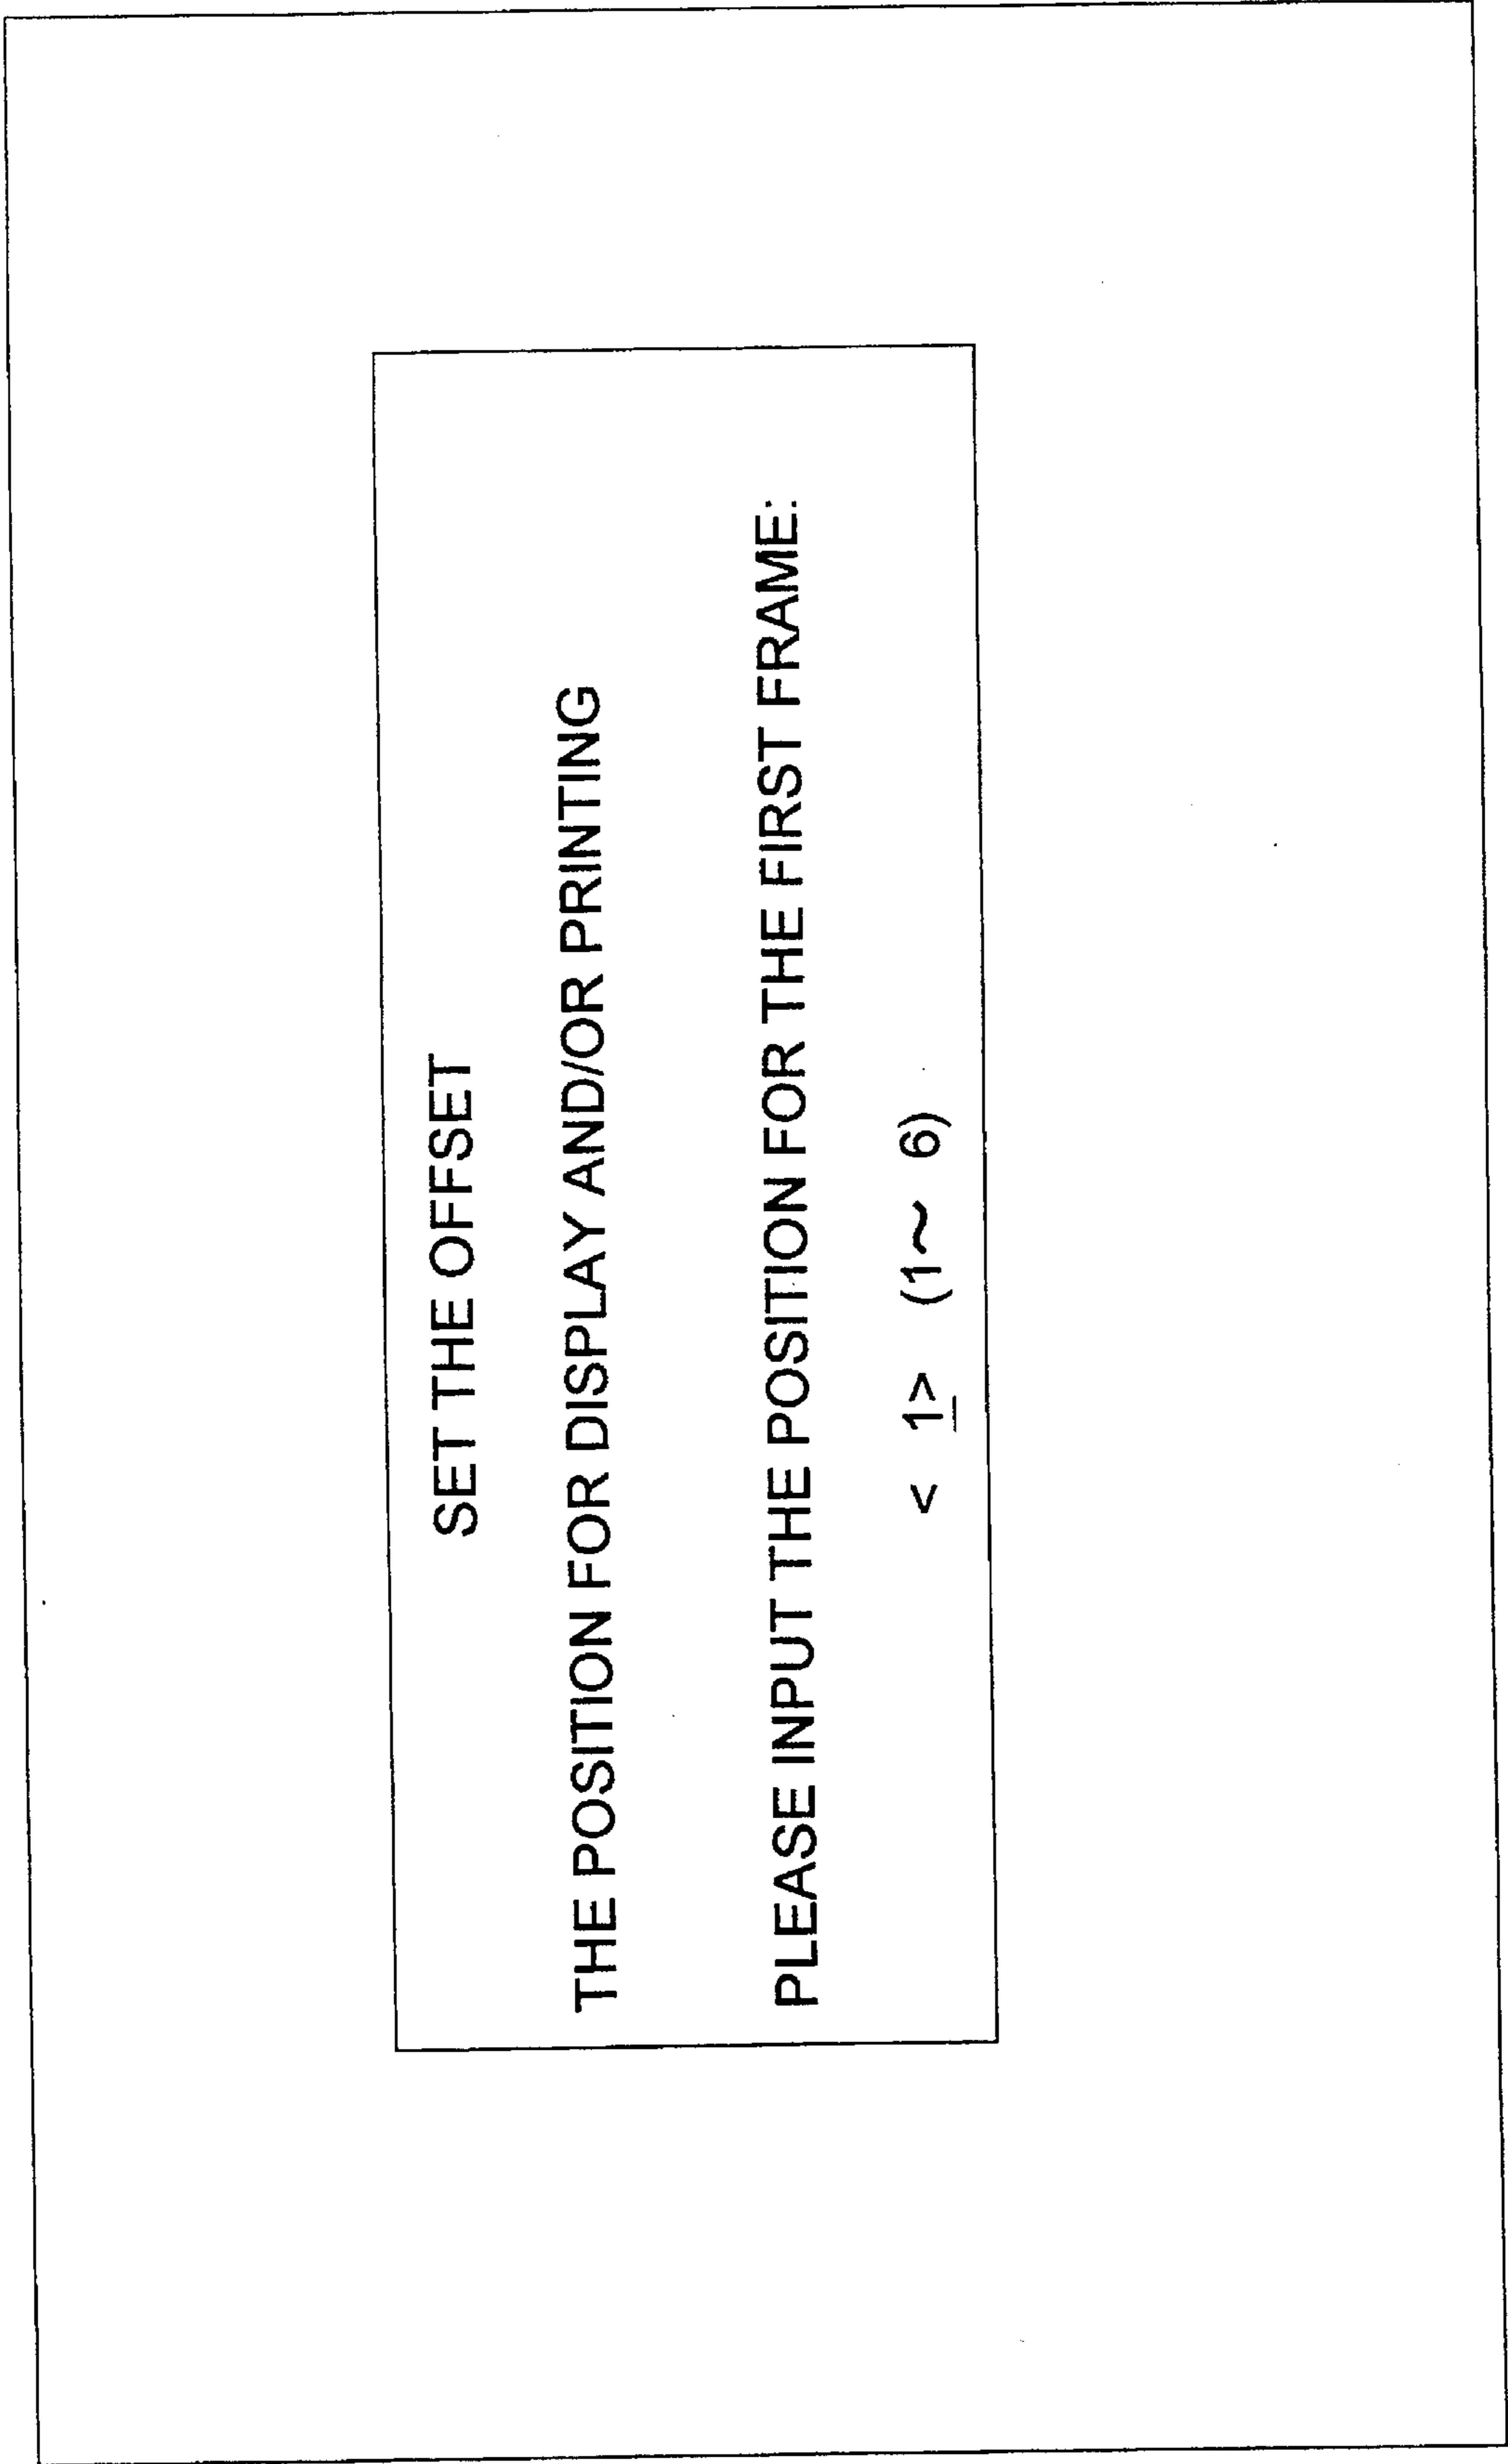 SET THE OFFSET
THE POSITION FOR DISPLAY AND/OR PRINTING
PLEASE INPUT THE POSITION FOR THE FIRST FRAME:
< 1> (1～ 6)